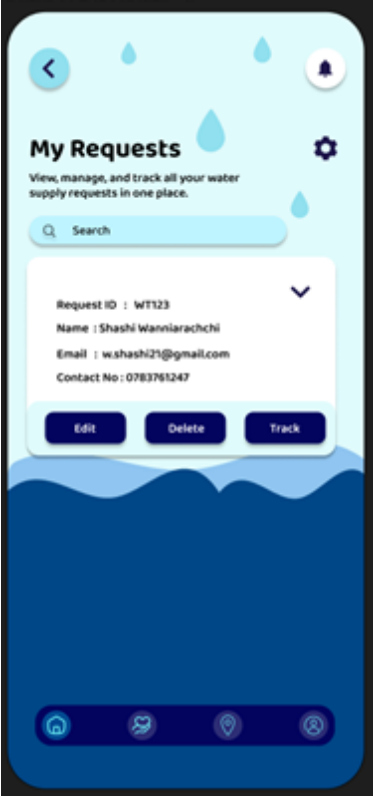 My Requests
View, manage, and track all your water
supply requests in one place.
Search
Request ID : WT123
Name : Shashi Wanniarachchi
Email : w.shashi21@gmail.com
Contact No : 0783761247
Edit Delete Track